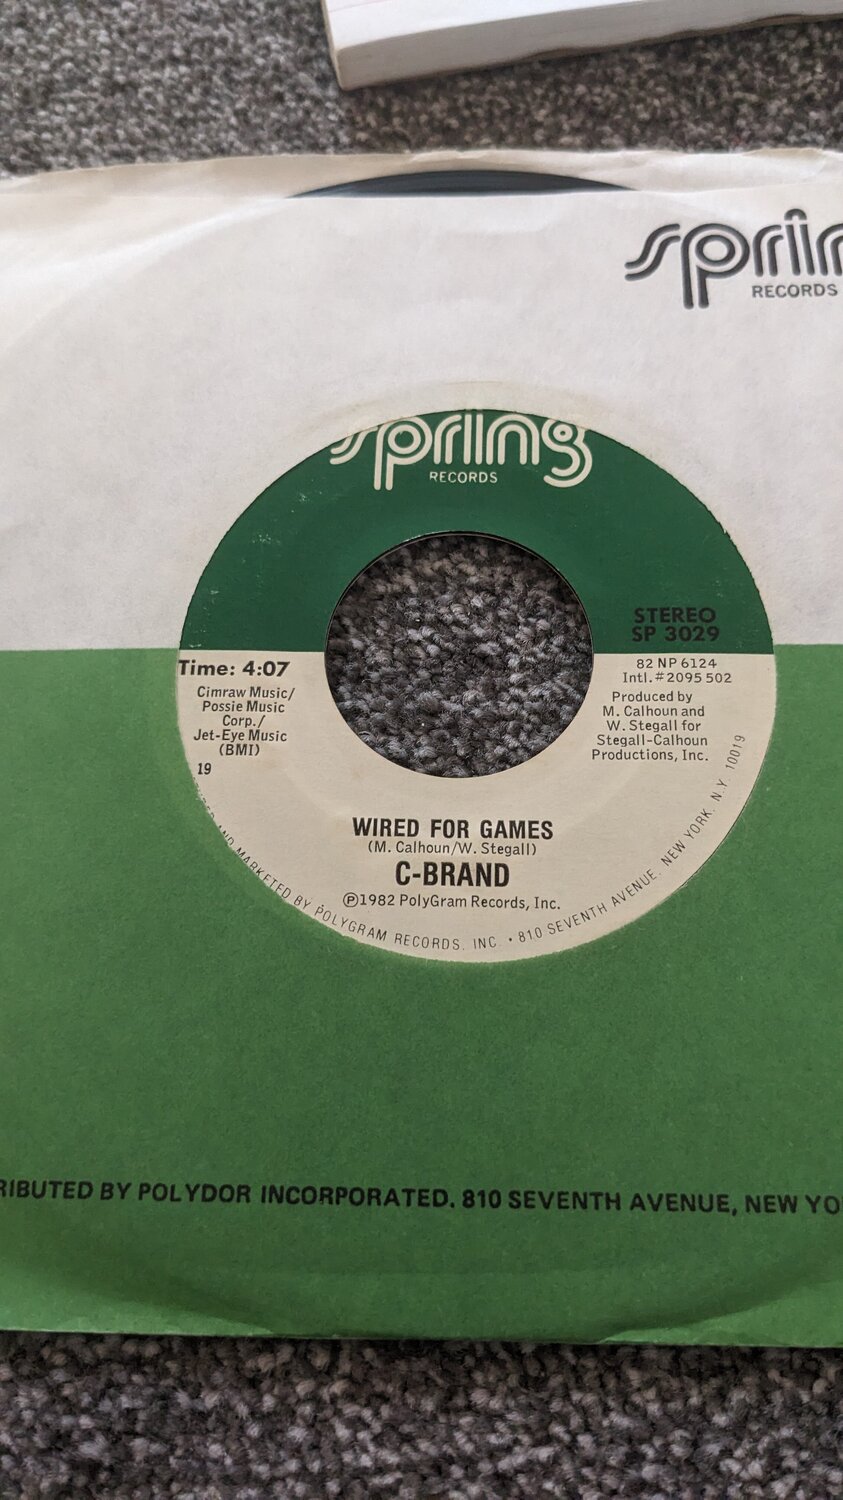 sprin
RECORDS
spring
RECORDS
STEREO
SP 3029
Time: 4:07
Cimraw Music/
Possie Music
Corp./
Jet-Eye Music
(BMI)
19
82 NP 6124
Intl.#2095 502
Produced by
M. Calhoun and
W. Stegall for
Stegall-Calhoun
Productions, Inc.
WIRED FOR GAMES
(M. Calhoun/W. Stegall)
C-BRAND
℗1982 PolyGram Records, Inc.
AND MARKETED BY POLYGRAM RECORDS, INC. • 810 SEVENTH AVENUE, NEW YORK, N.Y. 10019
RIBUTED BY POLYDOR INCORPORATED. 810 SEVENTH AVENUE, NEW YO